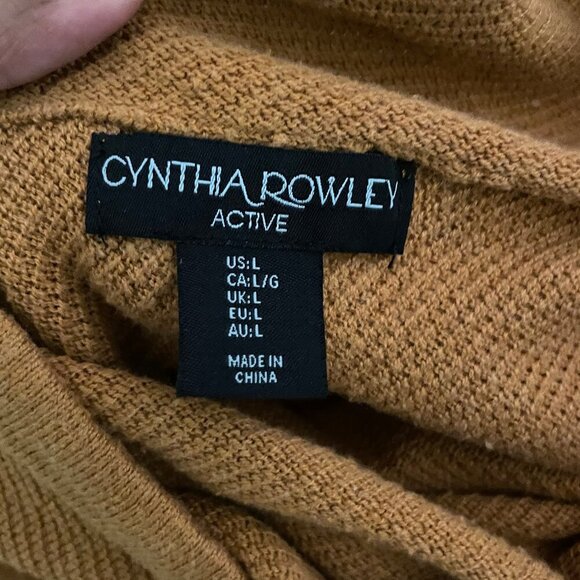 CYNTHIA ROWLEY
ACTIVE
US:L
CA:L/G
UK:L
EU:L
AU:L
MADE IN
CHINA